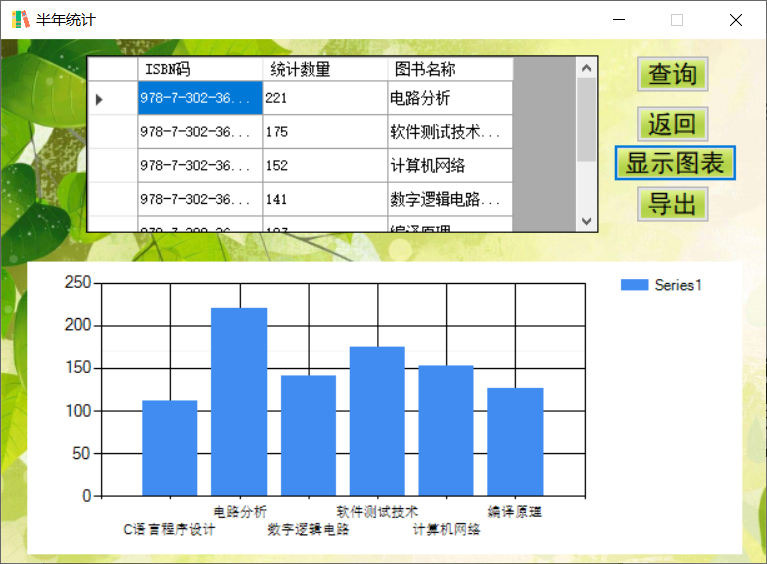 半年统计
ISBN码 统计数量 图书名称
978-7-302-36... 221 电路分析
978-7-302-36... 175 软件测试技术...
978-7-302-36... 152 计算机网络
978-7-302-36... 141 数字逻辑电路...
编译原理
查询
返回
显示图表
导出
250
200
150
100
50
0
Series1
电路分析 软件测试技术 编译原理
C语言程序设计 数字逻辑电路 计算机网络